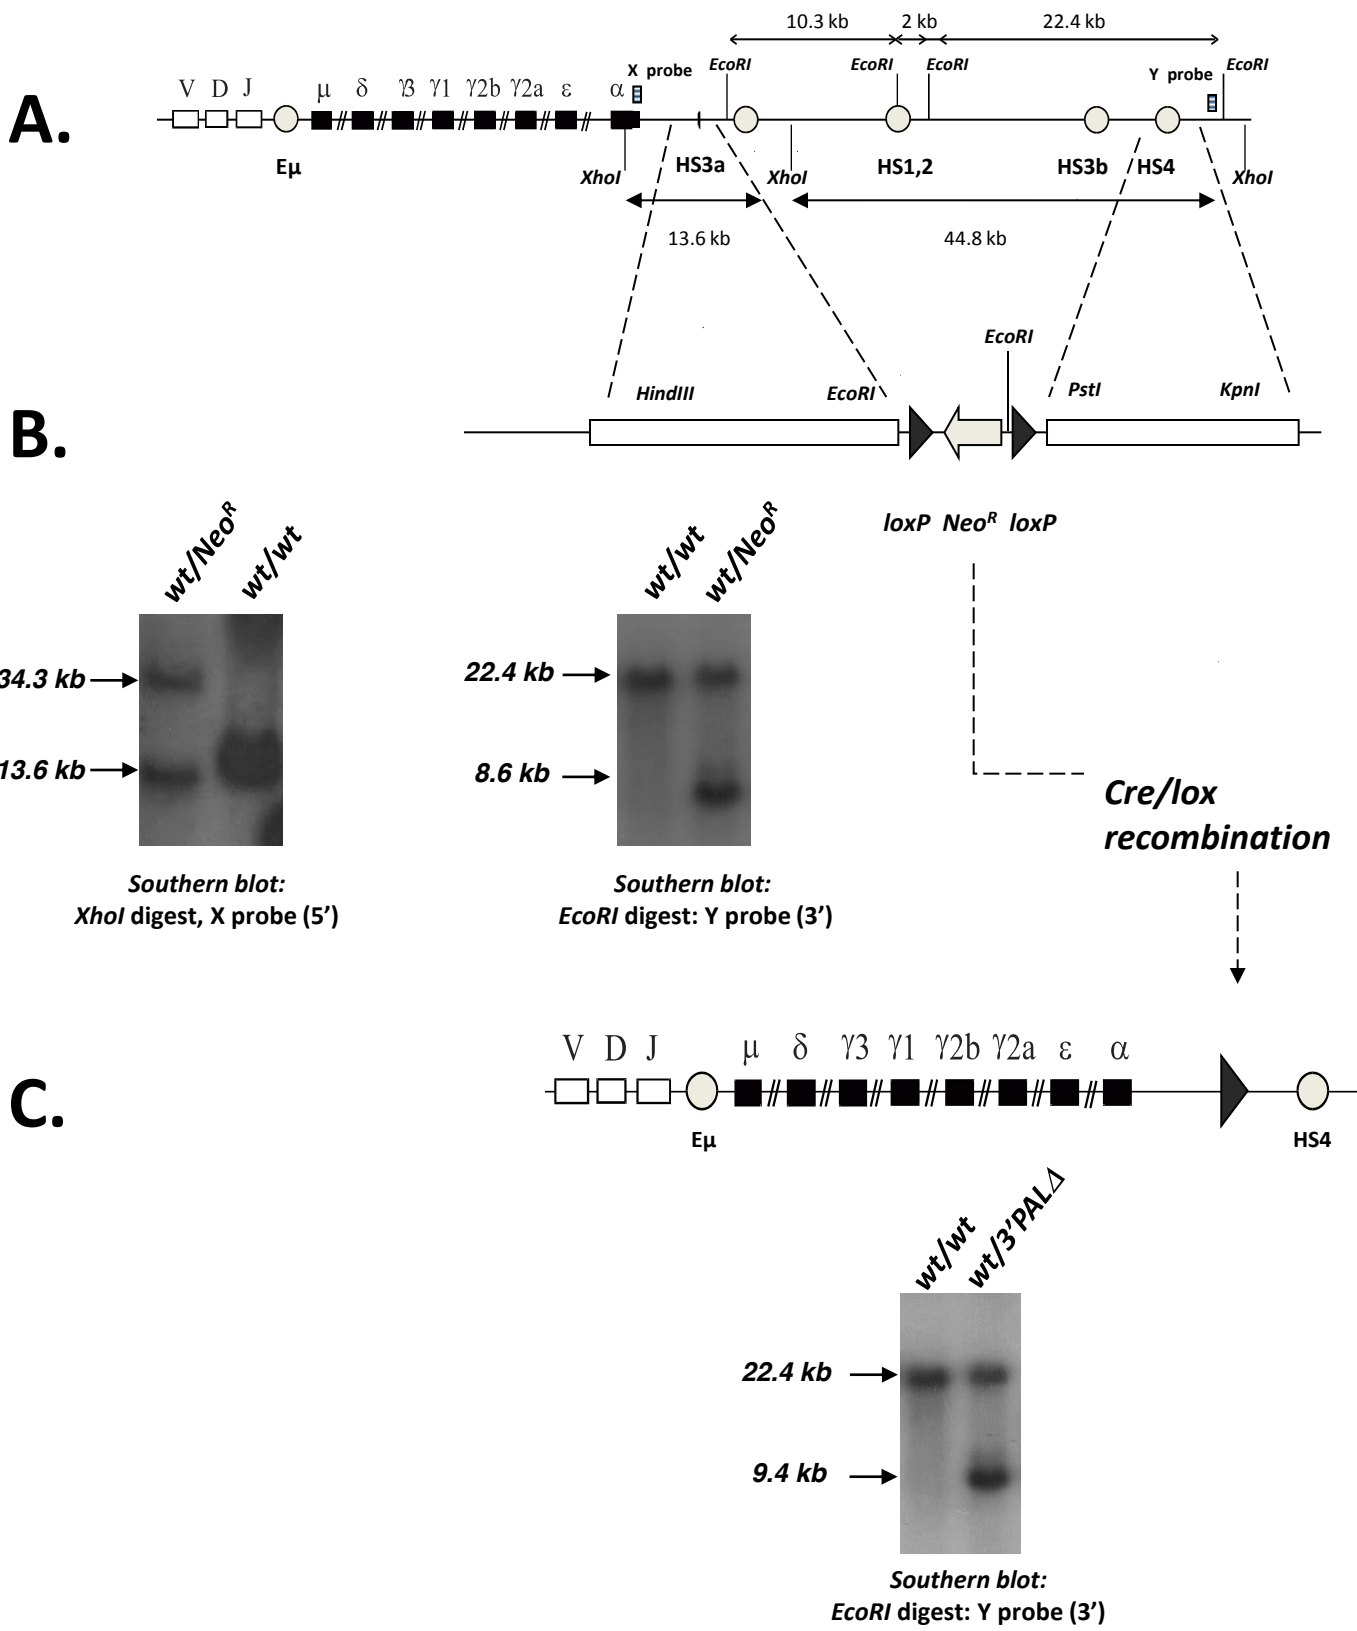 10.3 kb 2 kb 22.4 kb
X probe EcoRI EcoRI EcoRI Y probe EcoRI
V D J μ δ γ3 γ1 γ2b γ2a ε α
A.
Eμ HS3a HS1,2 HS3b HS4
XhoI XhoI XhoI
13.6 kb 44.8 kb
EcoRI
HindIII EcoRI PstI KpnI
B.
loxP Neo^R loxP
wt/Neo^R wt/wt wt/wt wt/Neo^R
34.3 kb 22.4 kb
13.6 kb 8.6 kb
Cre/lox
recombination
Southern blot: Southern blot:
XhoI digest, X probe (5’) EcoRI digest: Y probe (3’)
V D J μ δ γ3 γ1 γ2b γ2a ε α
C.
Eμ HS4
wt/wt wt/3’PALΔ
22.4 kb
9.4 kb
Southern blot:
EcoRI digest: Y probe (3’)